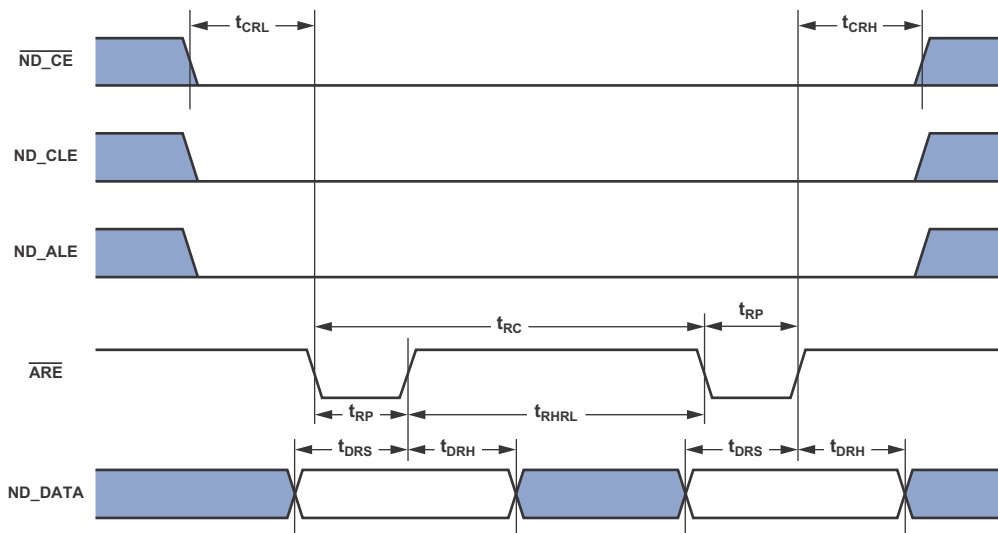 tCRL
tCRH
ND_CE
ND_CLE
ND_ALE
tRC
tRP
ARE
tRP
tRHRL
tDRS
tDRH
tDRS
tDRH
ND_DATA